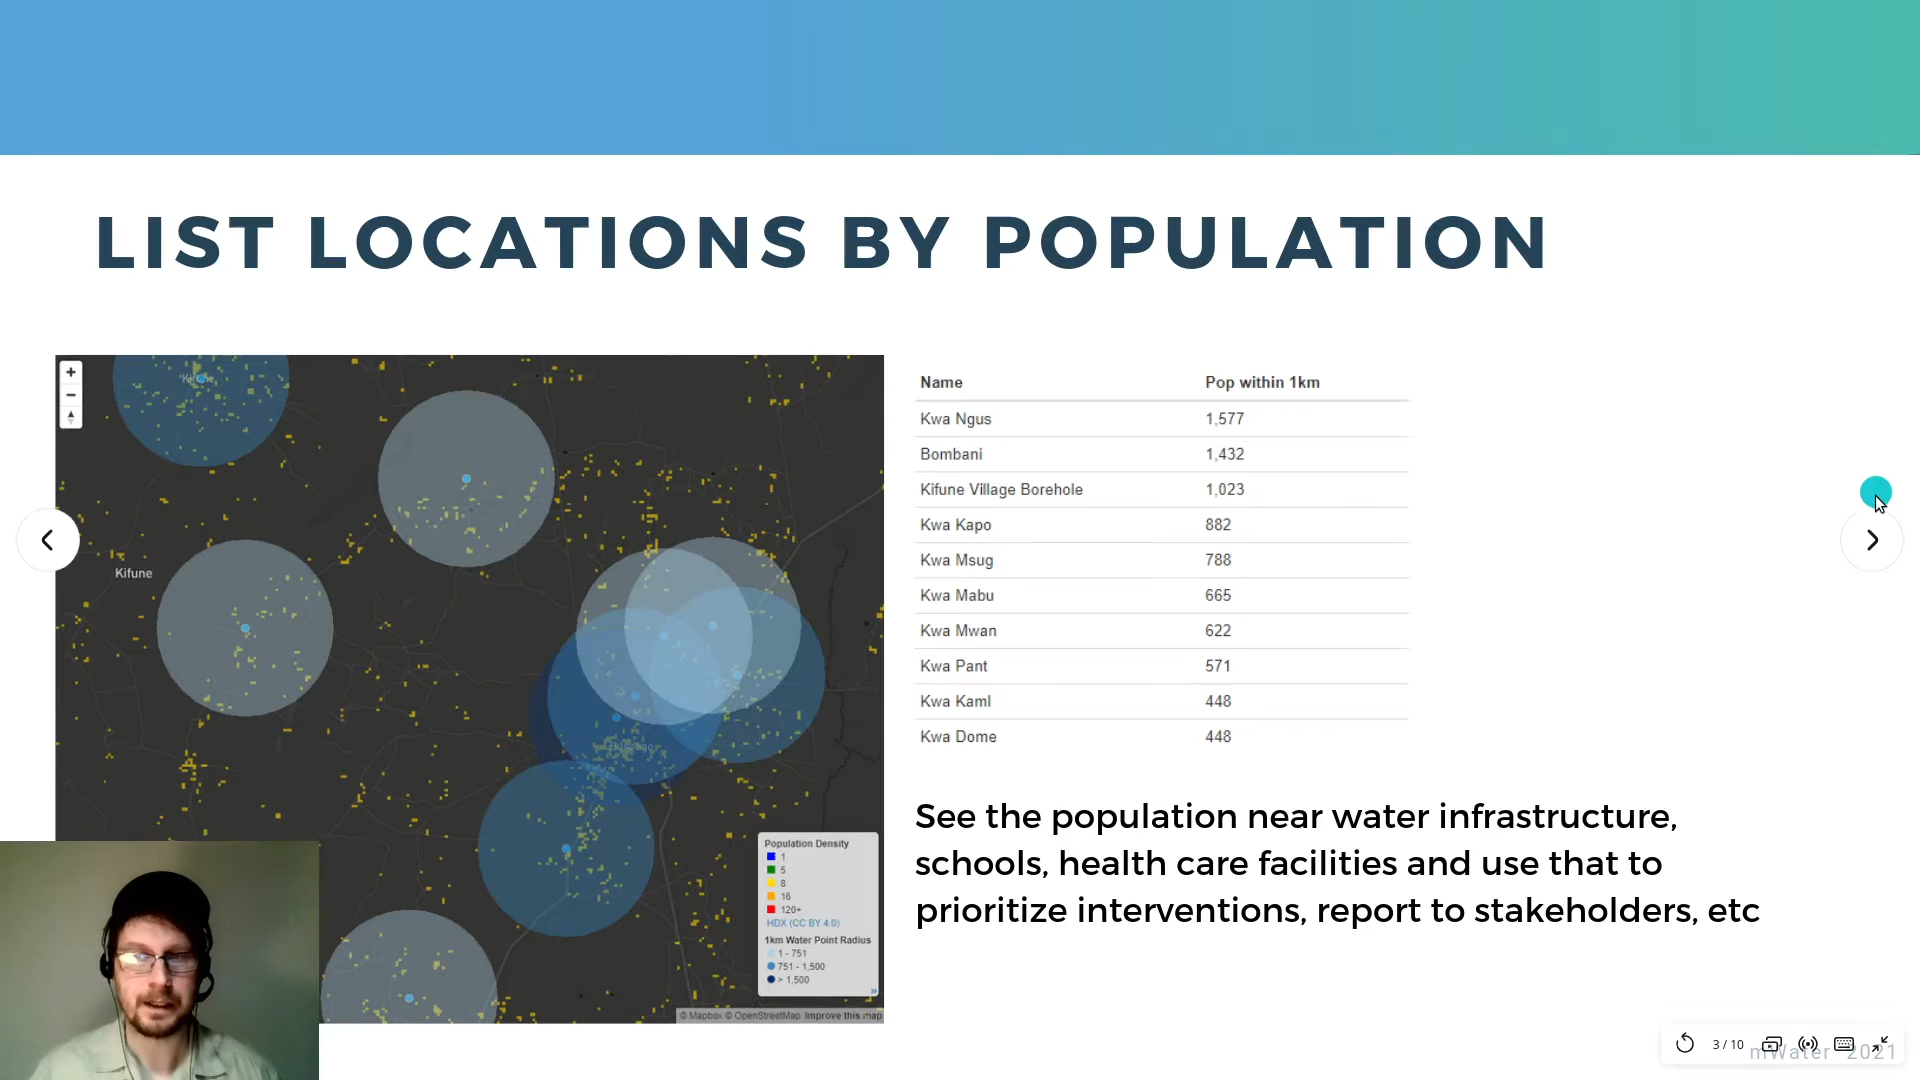 LIST LOCATIONS BY POPULATION
Kifune
Name Pop within 1km
Kwa Ngus 1,577
Bombani 1,432
Kifune Village Borehole 1,023
Kwa Kapo 882
Kwa Msug 788
Kwa Mabu 665
Kwa Mwan 622
Kwa Pant 571
Kwa Kaml 448
Kwa Dome 448
See the population near water infrastructure,
schools, health care facilities and use that to
prioritize interventions, report to stakeholders, etc
Population Density
1
5
8
16
120+
HDX (CC BY 4.0)
1km Water Point Radius
1 - 751
751 - 1,500
> 1,500
© Mapbox © OpenStreetMap Improve this map
3 / 10
mWater 2021